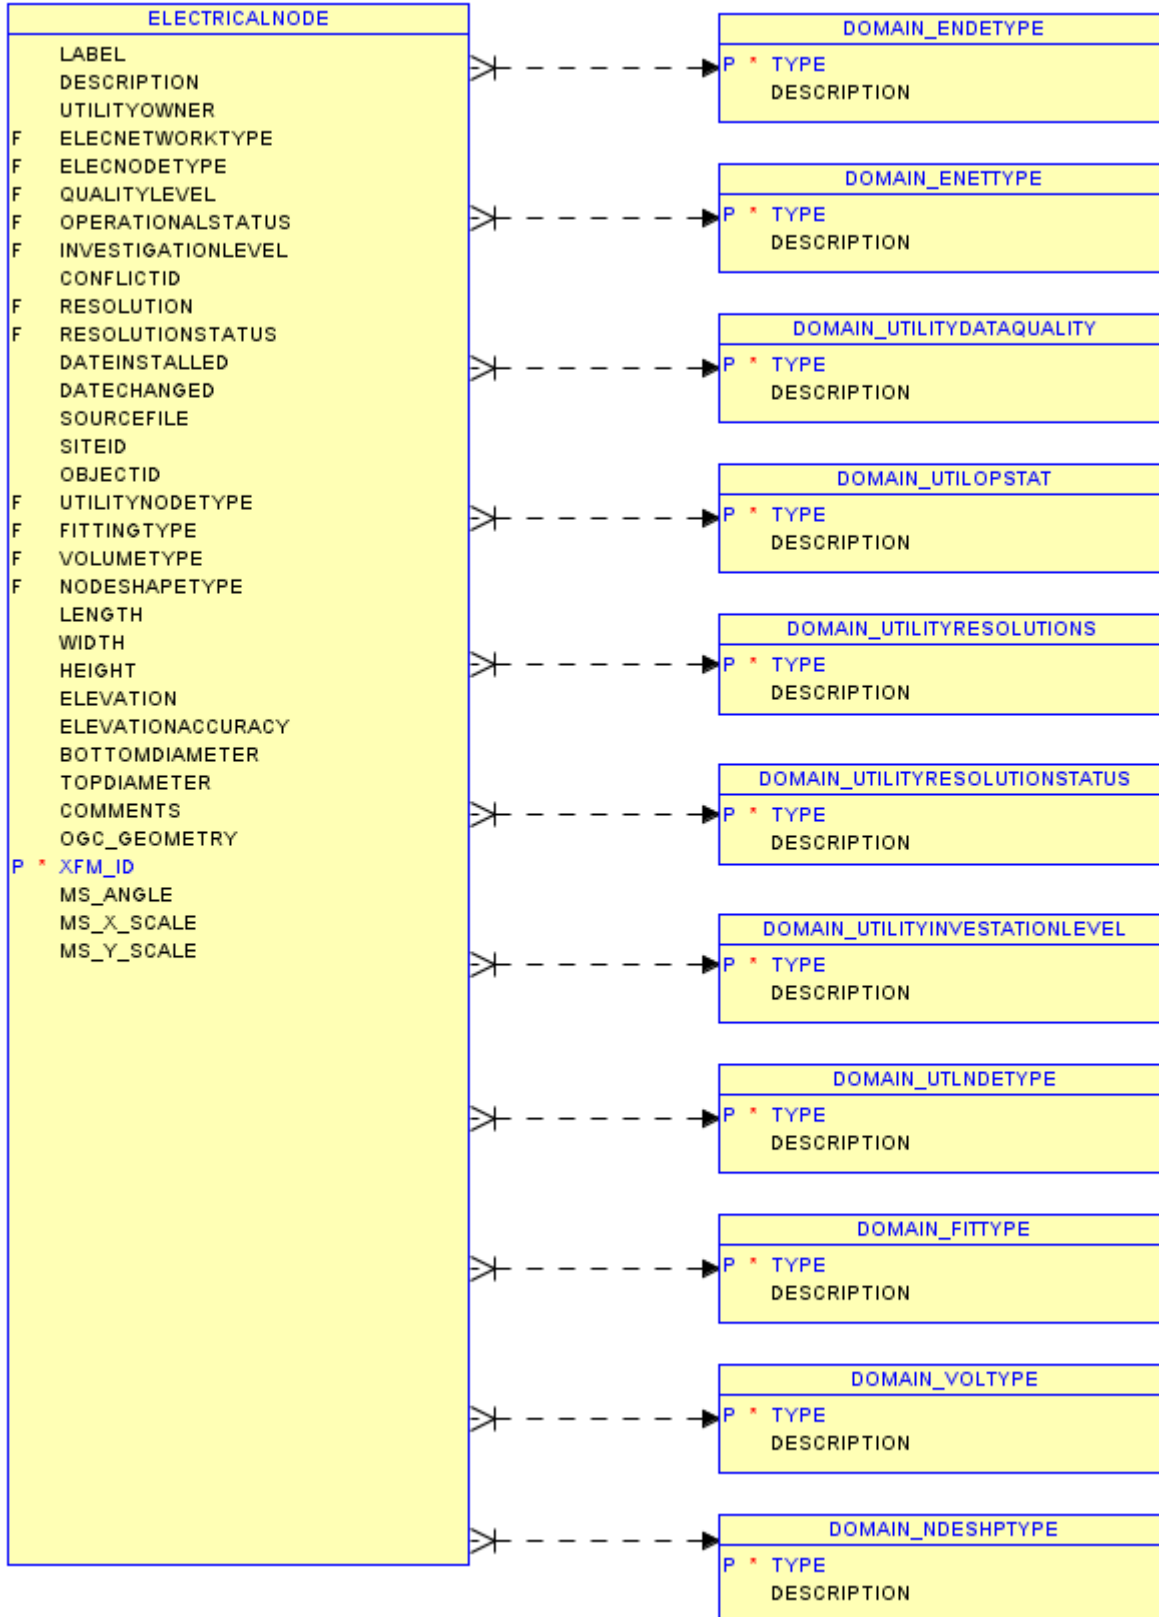 ELECTRICALNODE
LABEL
DESCRIPTION
UTILITYOWNER
F ELECNETWORKTYPE
F ELECNODETYPE
F QUALITYLEVEL
F OPERATIONALSTATUS
F INVESTIGATIONLEVEL
CONFLICTID
F RESOLUTION
F RESOLUTIONSTATUS
DATEINSTALLED
DATECHANGED
SOURCEFILE
SITEID
OBJECTID
F UTILITYNODETYPE
F FITTINGTYPE
F VOLUMETYPE
F NODESHAPETYPE
LENGTH
WIDTH
HEIGHT
ELEVATION
ELEVATIONACCURACY
BOTTOMDIAMETER
TOPDIAMETER
COMMENTS
OGC_GEOMETRY
P * XFM_ID
MS_ANGLE
MS_X_SCALE
MS_Y_SCALE
DOMAIN_ENDETYPE
P * TYPE
DESCRIPTION
DOMAIN_ENETTYPE
P * TYPE
DESCRIPTION
DOMAIN_UTILITYDATAQUALITY
P * TYPE
DESCRIPTION
DOMAIN_UTILOPSTAT
P * TYPE
DESCRIPTION
DOMAIN_UTILITYRESOLUTIONS
P * TYPE
DESCRIPTION
DOMAIN_UTILITYRESOLUTIONSTATUS
P * TYPE
DESCRIPTION
DOMAIN_UTILITYINVESTATIONLEVEL
P * TYPE
DESCRIPTION
DOMAIN_UTLNDETYPE
P * TYPE
DESCRIPTION
DOMAIN_FITTYPE
P * TYPE
DESCRIPTION
DOMAIN_VOLTYPE
P * TYPE
DESCRIPTION
DOMAIN_NDESHPTYPE
P * TYPE
DESCRIPTION